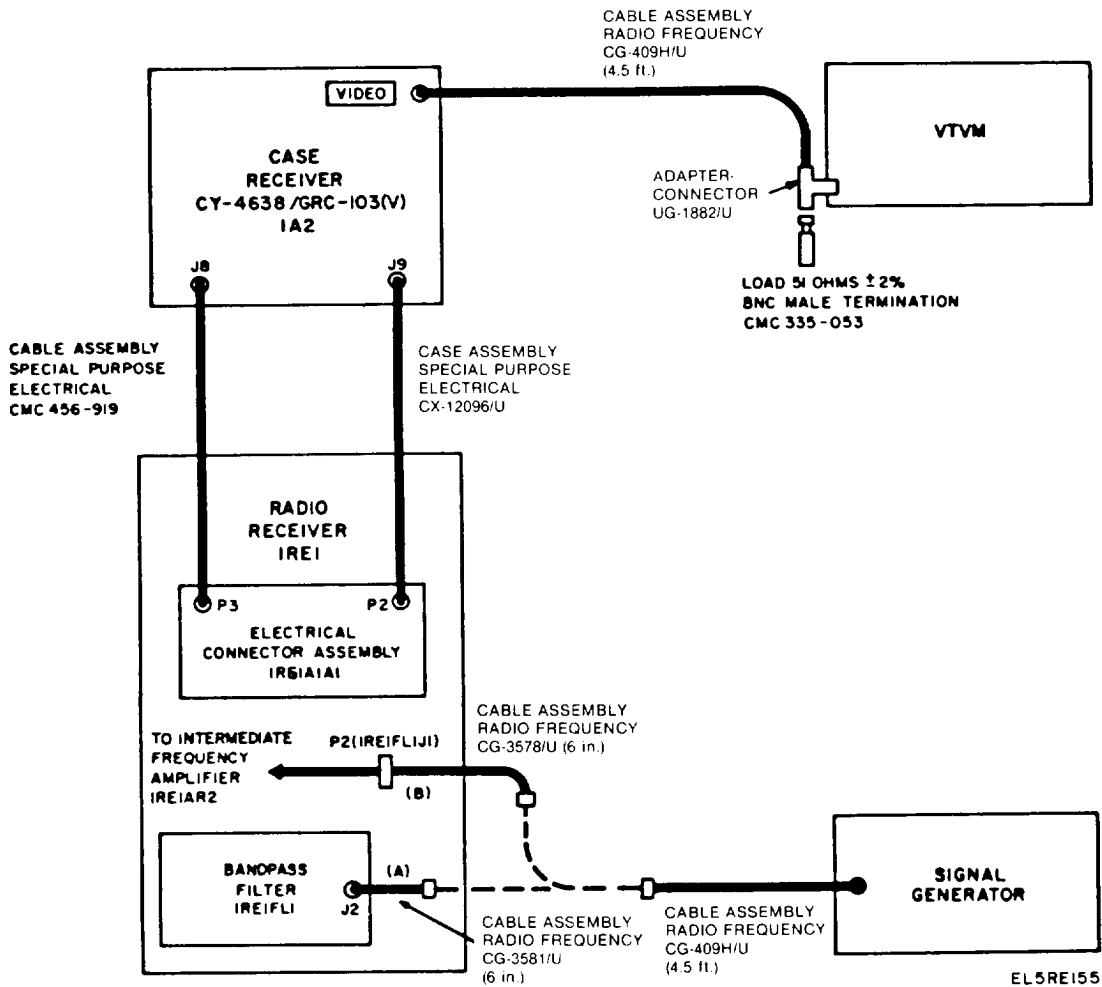 CABLE ASSEMBLY
RADIO FREQUENCY
CG-409H/U
(4.5 ft.)
VIDEO
VTVM
CASE
RECEIVER
CY-4638/GRC-103(V)
1A2
ADAPTER-
CONNECTOR
UG-1882/U
J8
J9
LOAD 51 OHMS ±2%
BNC MALE TERMINATION
CMC 335-053
CABLE ASSEMBLY
SPECIAL PURPOSE
ELECTRICAL
CMC 456-919
CASE ASSEMBLY
SPECIAL PURPOSE
ELECTRICAL
CX-12096/U
RADIO
RECEIVER
1RE1
P3
P2
ELECTRICAL
CONNECTOR ASSEMBLY
1RE1A1A1
CABLE ASSEMBLY
RADIO FREQUENCY
CG-3578/U (6 in.)
TO INTERMEDIATE
FREQUENCY
AMPLIFIER
1RE1AR2
P2(1RE1FL1J1)
(B)
BANDPASS
FILTER
1RE1FL1
J2
(A)
SIGNAL
GENERATOR
CABLE ASSEMBLY
RADIO FREQUENCY
CG-3581/U
(6 in.)
CABLE ASSEMBLY
RADIO FREQUENCY
CG-409H/U
(4.5 ft.)
EL5RE155